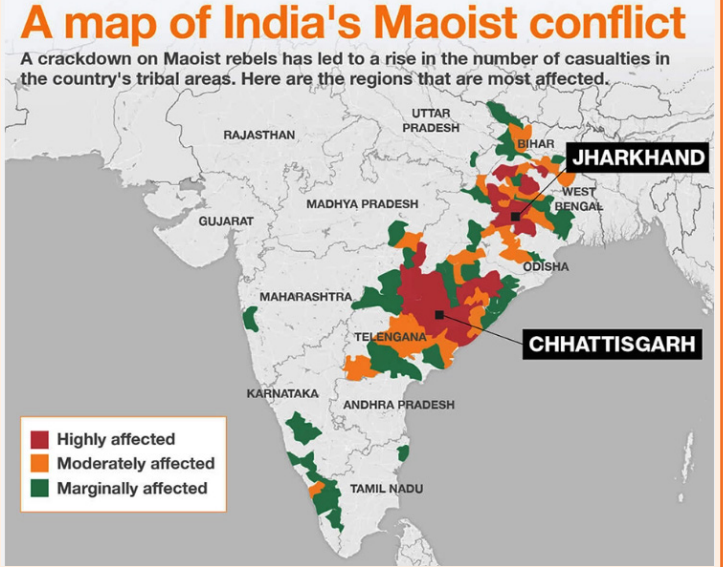 A map of India's Maoist conflict
A crackdown on Maoist rebels has led to a rise in the number of casualties in
the country's tribal areas. Here are the regions that are most affected.
UTTAR
PRADESH
RAJASTHAN
BIHAR
JHARKHAND
WEST
BENGAL
MADHYA PRADESH
GUJARAT
ODISHA
MAHARASHTRA
TELENGANA
CHHATTISGARH
KARNATAKA
ANDHRA PRADESH
Highly affected
Moderately affected
Marginally affected
TAMIL NADU